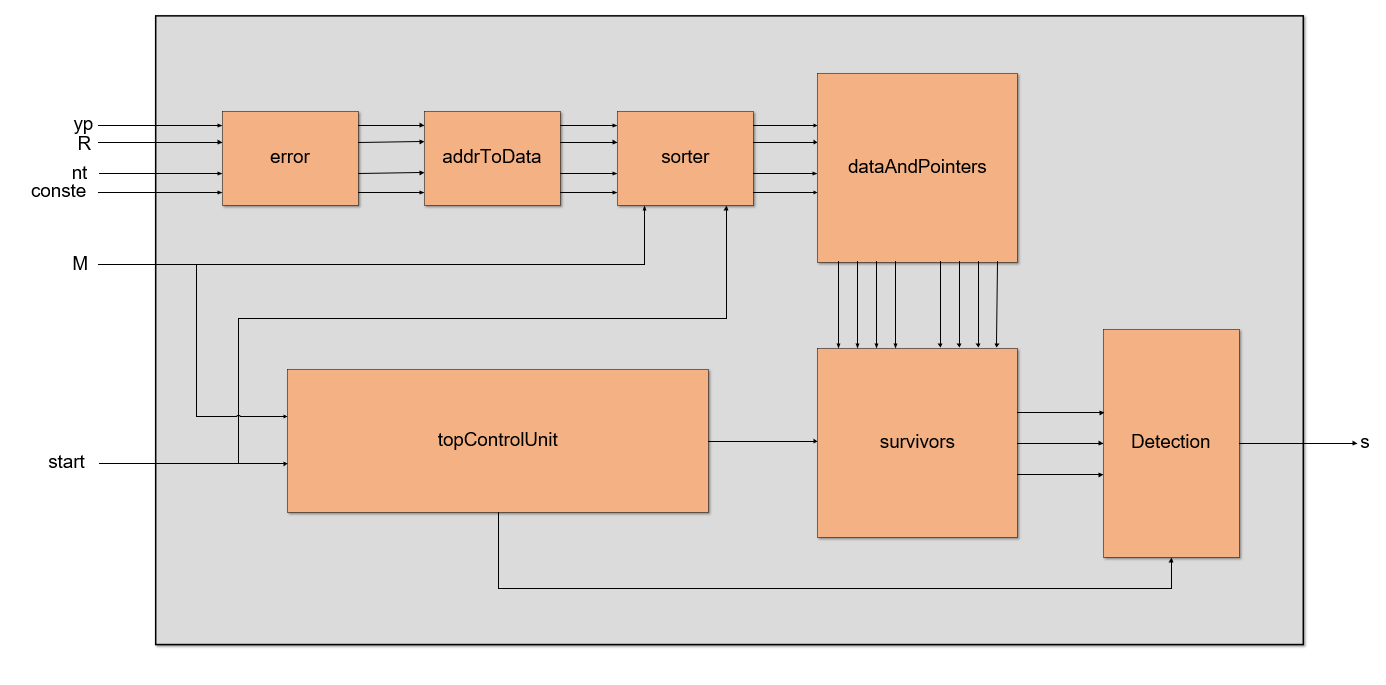 yp
R
nt
conste
M
start
error
addrToData
sorter
dataAndPointers
topControlUnit
survivors
Detection
s